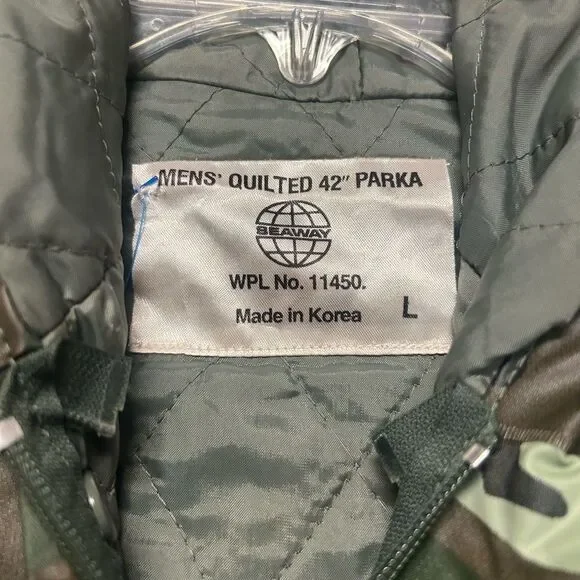 MENS' QUILTED 42" PARKA
SEAWAY
WPL No. 11450.
Made in Korea L